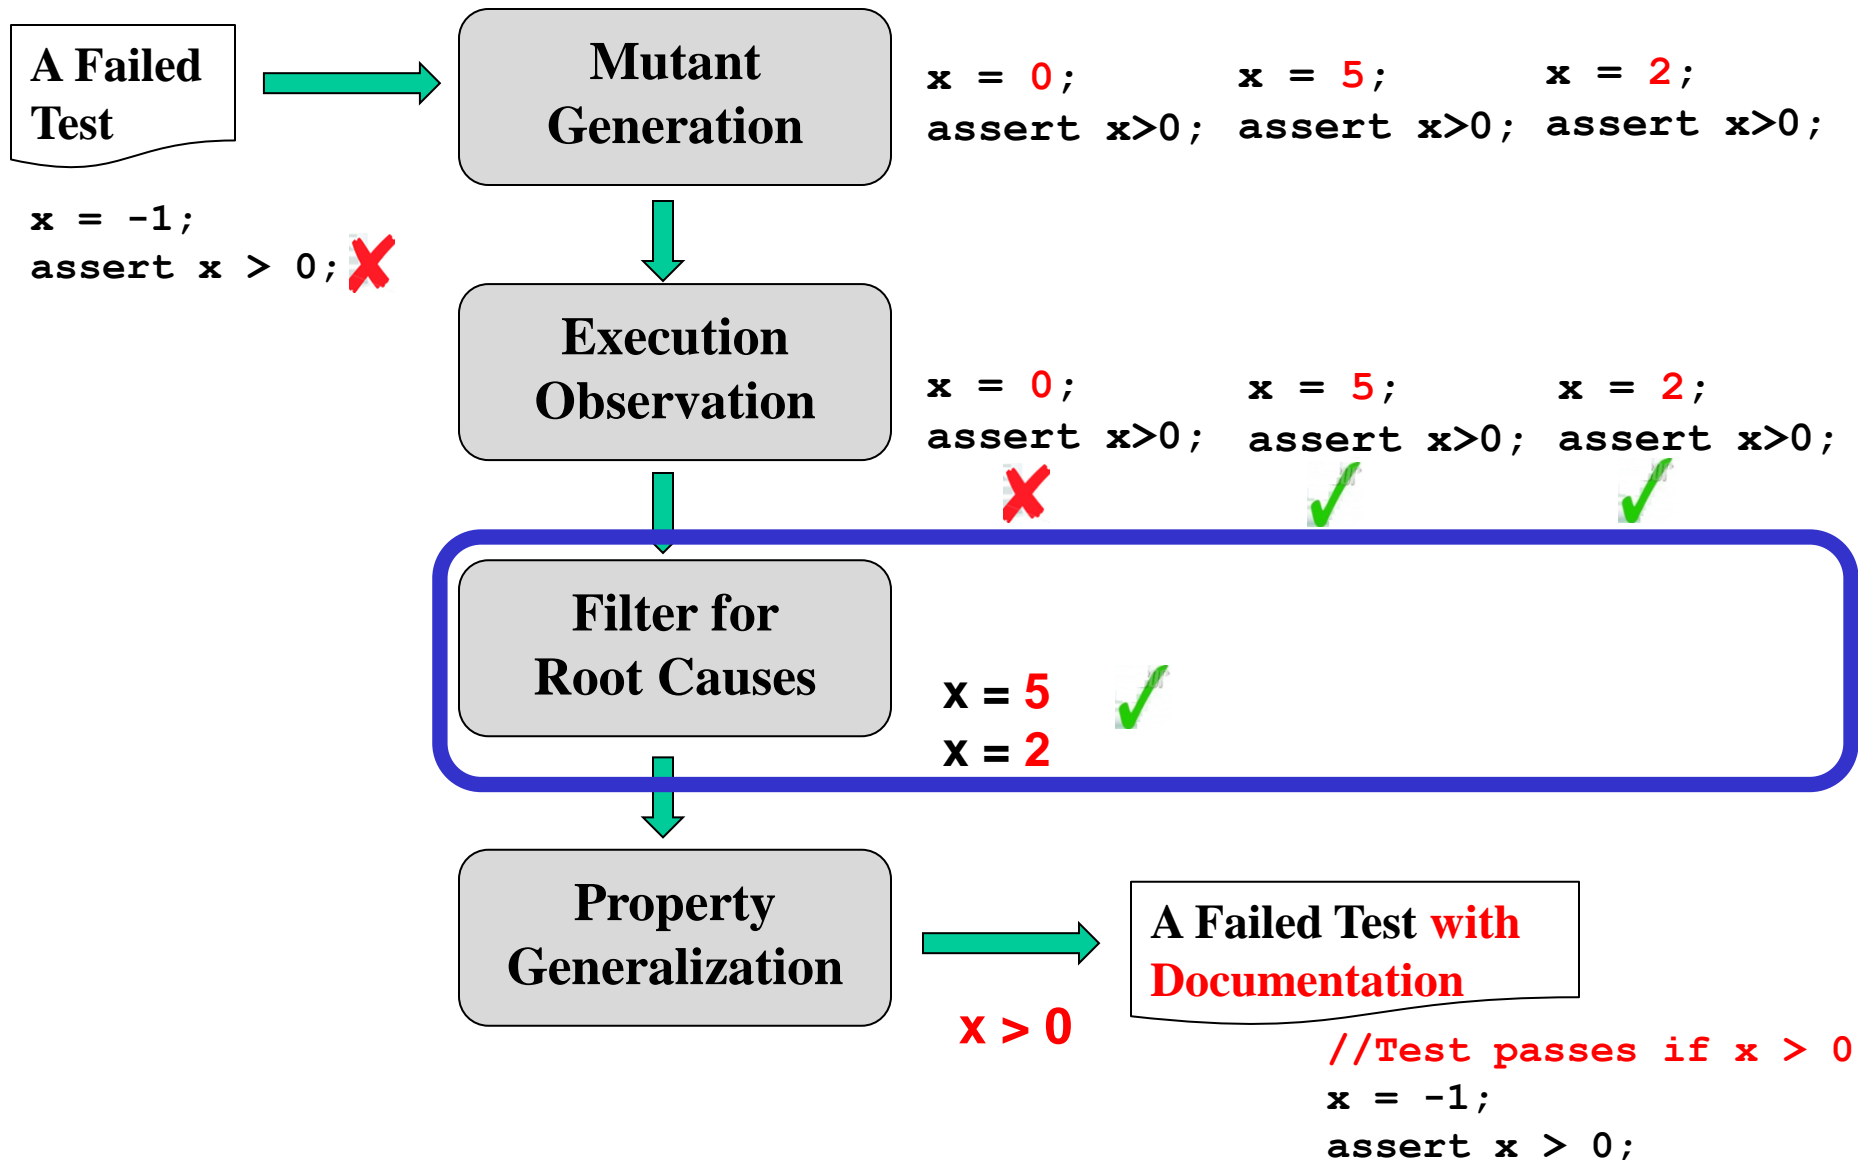 A Failed
Test
x = -1;
assert x > 0;
Mutant
Generation
x = 0;
assert x>0;
x = 5;
assert x>0;
x = 2;
assert x>0;
Execution
Observation
x = 0;
assert x>0;
x = 5;
assert x>0;
x = 2;
assert x>0;
Filter for
Root Causes
x = 5
x = 2
Property
Generalization
x > 0
A Failed Test with
Documentation
//Test passes if x > 0
x = -1;
assert x > 0;